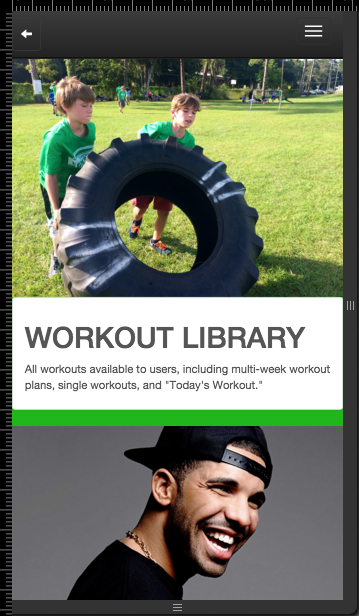 WORKOUT LIBRARY
All workouts available to users, including multi-week workout
plans, single workouts, and "Today's Workout."